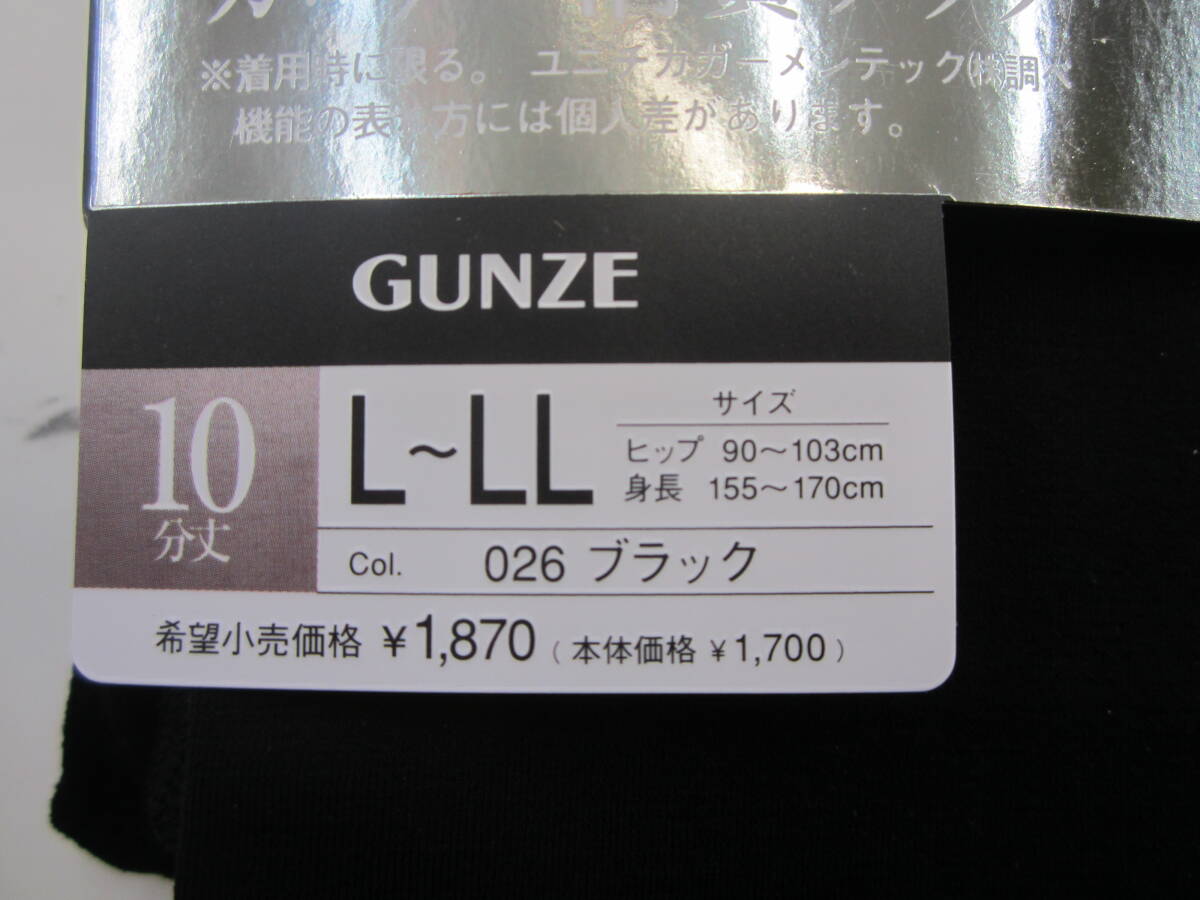 ※着用時に限る。 ユニチカガーメンテック㈱調べ
機能の表れ方には個人差があります。
GUNZE
10
分丈
L～LL
サイズ
ヒップ 90～103cm
身長 155～170cm
Col. 026 ブラック
希望小売価格 ¥1,870 ( 本体価格 ¥1,700 )